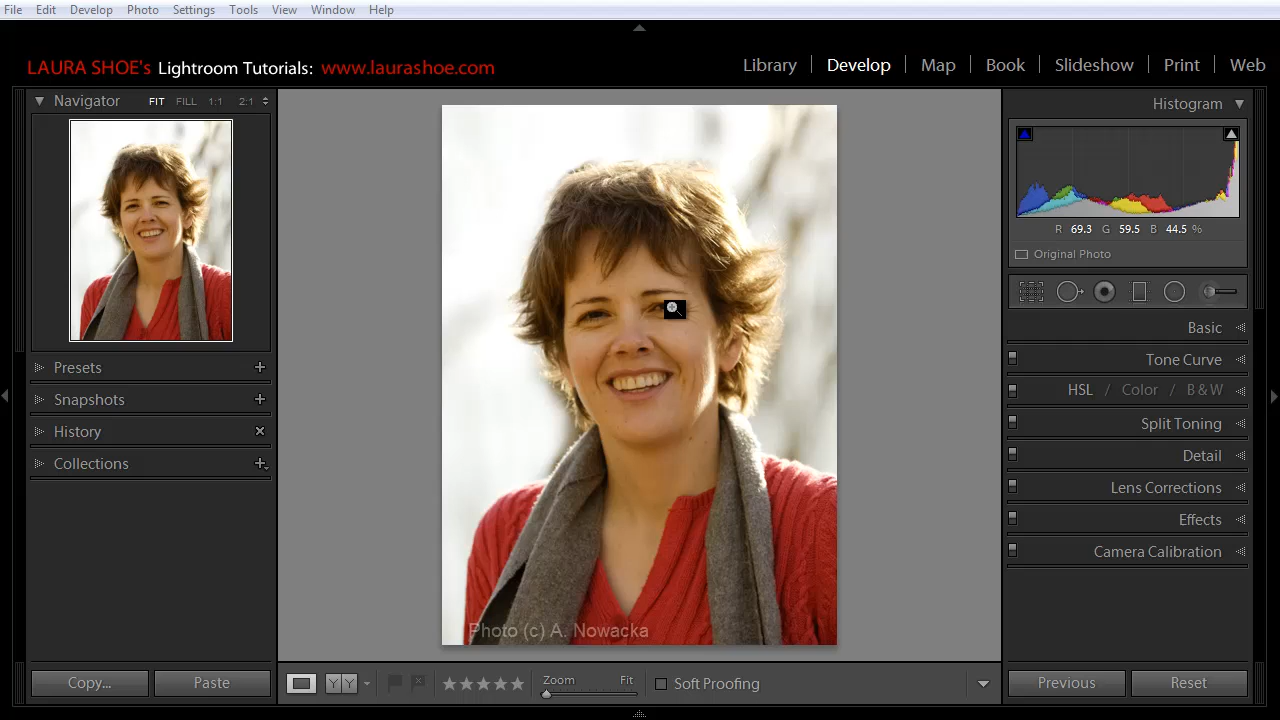 File Edit Develop Photo Settings Tools View Window Help
LAURA SHOE's Lightroom Tutorials: www.laurashoe.com
Library Develop Map Book Slideshow Print Web
Navigator FIT FILL 1:1 2:1
Histogram
R 69.3 G 59.5 B 44.5 %
Original Photo
Basic
Tone Curve
HSL / Color / B & W
Split Toning
Detail
Lens Corrections
Effects
Camera Calibration
Presets
Snapshots
History
Collections
Photo (c) A. Nowacka
Copy... Paste
Y Y
Zoom Fit
Soft Proofing
Previous Reset